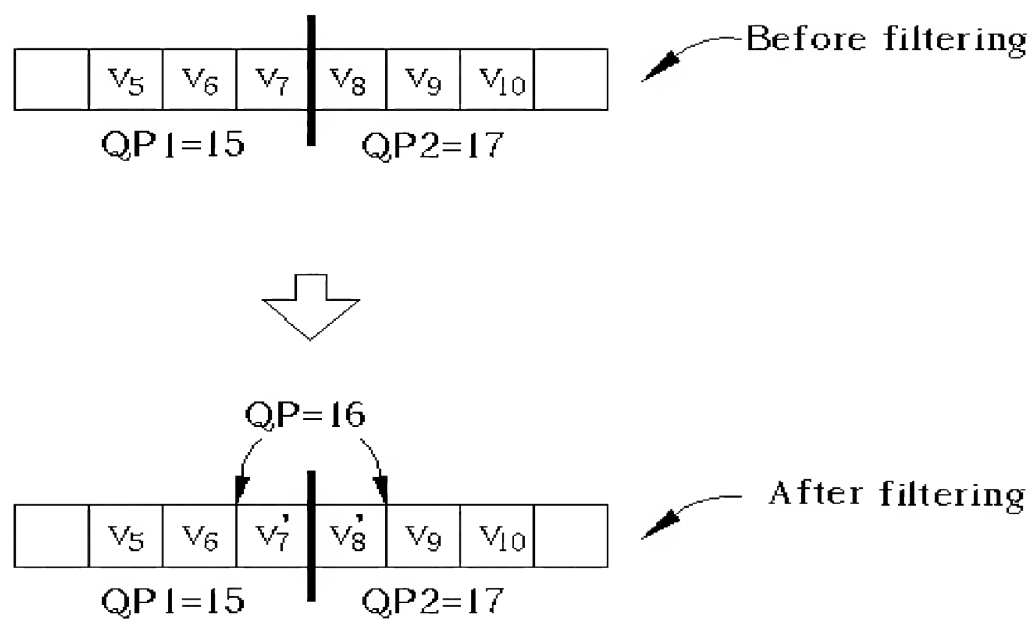 Before filtering
V5 V6 V7 V8 V9 V10
QP1=15 QP2=17
QP=16
After filtering
V5 V6 V7' V8' V9 V10
QP1=15 QP2=17